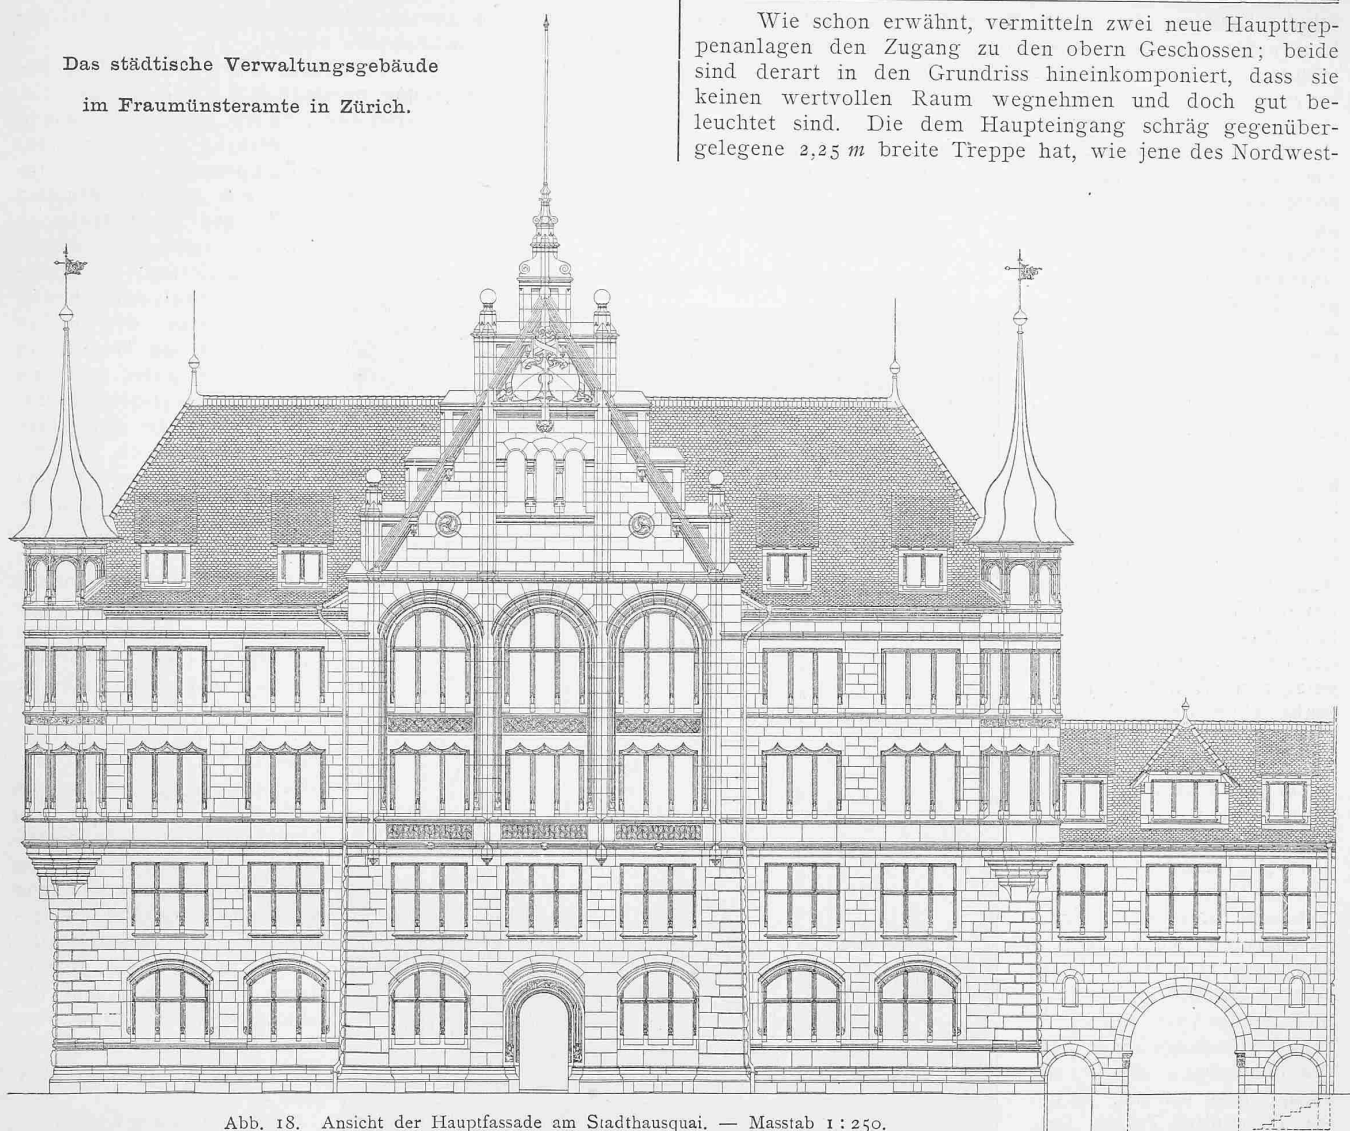 Das städtische Verwaltungsgebäude
im Fraumünsteramte in Zürich.
Wie schon erwähnt, vermitteln zwei neue Haupttrep-
penanlagen den Zugang zu den obern Geschossen; beide
sind derart in den Grundriss hineinkomponiert, dass sie
keinen wertvollen Raum wegnehmen und doch gut be-
leuchtet sind. Die dem Haupteingang schräg gegenüber-
gelegene 2,25 m breite Treppe hat, wie jene des Nordwest-
Abb. 18. Ansicht der Hauptfassade am Stadthausquai. — Masstab 1 : 250.